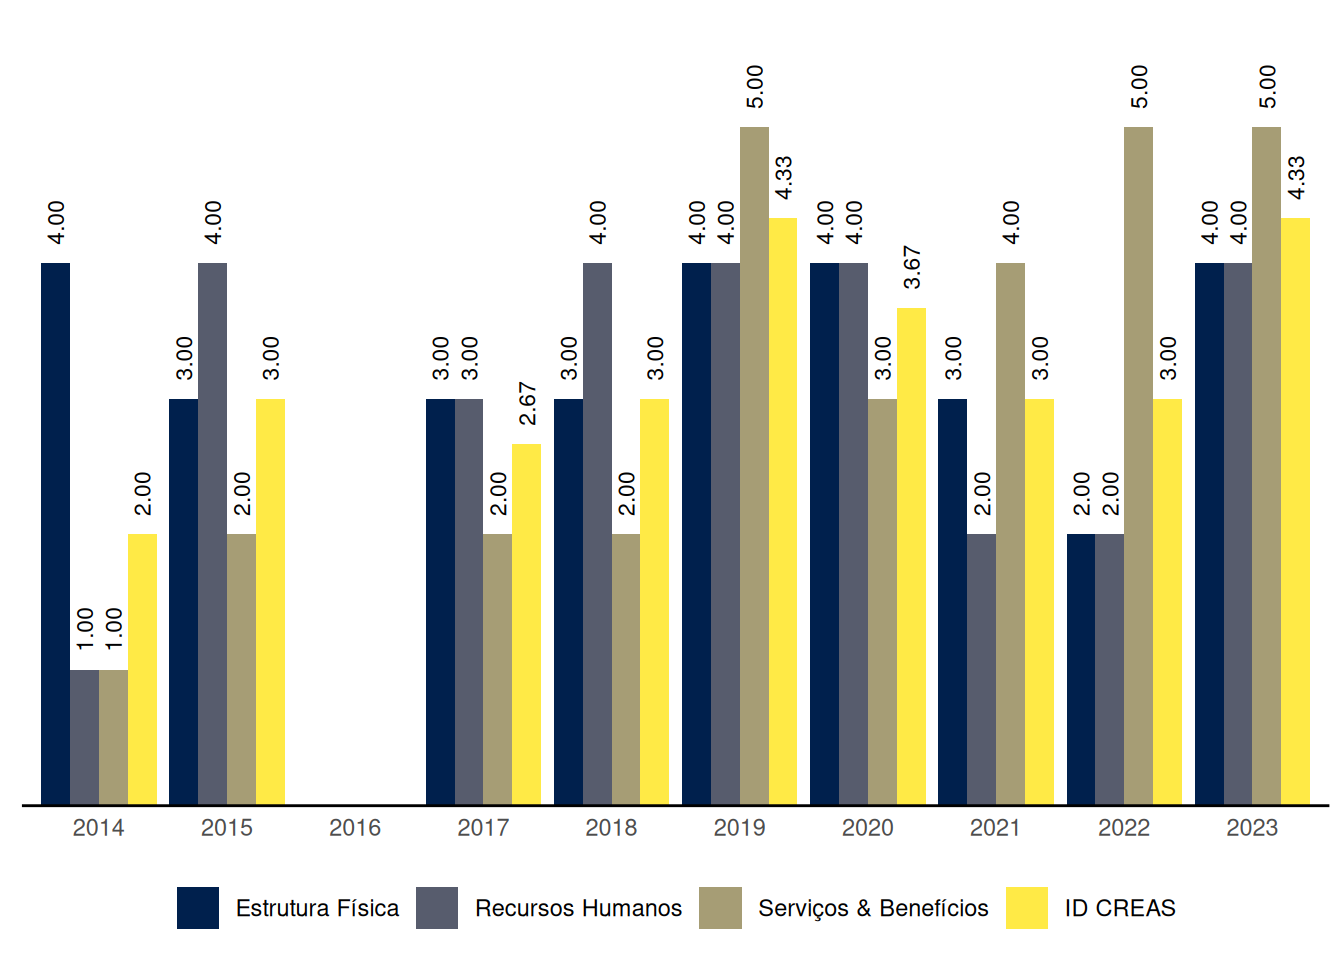 4.00 1.00 1.00 2.00
3.00 4.00 2.00 3.00
3.00 3.00 2.00 2.67
3.00 4.00 2.00 3.00
4.00 4.00 5.00 4.33
4.00 4.00 3.00 3.67
3.00 2.00 4.00 3.00
2.00 2.00 5.00 3.00
4.00 4.00 5.00 4.33
2014 2015 2016 2017 2018 2019 2020 2021 2022 2023
Estrutura Física Recursos Humanos Serviços & Benefícios ID CREAS